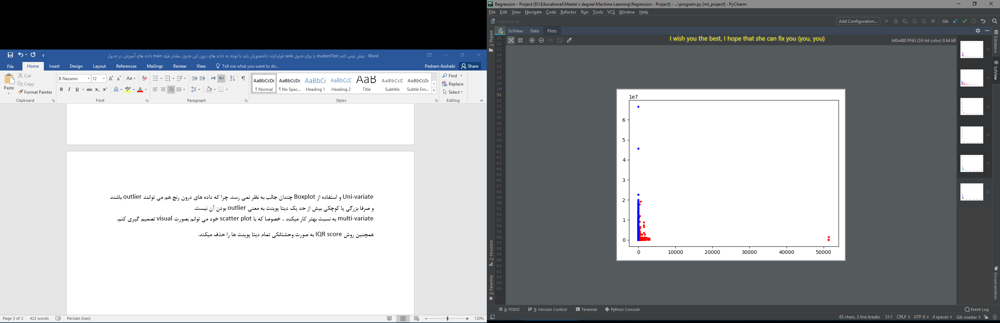 پیش بیني کنند studentTest را براي جدول rank قراردارند دانشجویان باید با توجه به داده هاي درون این جدول مقدار فیلد train داده هاي آموزش در جدول - Word
File Home Insert Design Layout References Mailings Review View Tell me what you want to do... Pedram Asshabi Share
Paste
Cut
Copy
Format Painter
Clipboard
B Nazanin 12
Aa
B I U abc x₂ x²
Font
Paragraph
AaBbCcDc AaBbCcDc AaBbCc AaBbCcD AaB AaBbCcD AaBbCcDc
¶ Normal ¶ No Spac... Heading 1 Heading 2 Title Subtitle Subtle Em...
Styles
Find
Replace
Select
Editing
Uni-variate و استفاده از Boxplot چندان جالب به نظر نمی رسد. چرا که داده های درون رنج هم می توانند outlier باشند
و صرفا بزرگی یا کوچکی بیش از حد یک دیتا پوینت به معنی outlier بودن آن نیست.
multi-variate به نسبت بهتر کار میکند .. خصوصا که با scatter plot خود می توانم بصورت visual تصمیم گیری کنم.
همچنین روش IQR score به صورت وحشتانکی تمام دیتا پوینت ها را حذف میکند.
Page 3 of 3 422 words Persian (Iran) 120%
PC Regression - Project [D:\Educational\Master's degree\Machine Learning\Regression - Project] - ...\program.py [ml_project] - PyCharm
File Edit View Navigate Code Refactor Run Tools VCS Window Help
myplot.png Add Configuration... Git:
SciView: Data Plots
1:1 I wish you the best, I hope that she can fix you (you, you) 640x480 PNG (24-bit color) 8.64 kB
1: Project
7: Structure
2: Favorites
21
22
23
24
25
26
27
28
29
30
31
32
33
34
35
36
37
38
39
40
41
42
43
44
45
46
47
48
49
50
51
52
53
54
55
56
57
58
59
60
61
62
63
64
65
1e7
6
5
4
3
2
1
0
0 10000 20000 30000 40000 50000
Database
SciView
Documentation
6: TODO 9: Version Control Terminal Python Console Event Log
65 chars, 2 line breaks 31:1 CRLF UTF-8 4 spaces Git: master